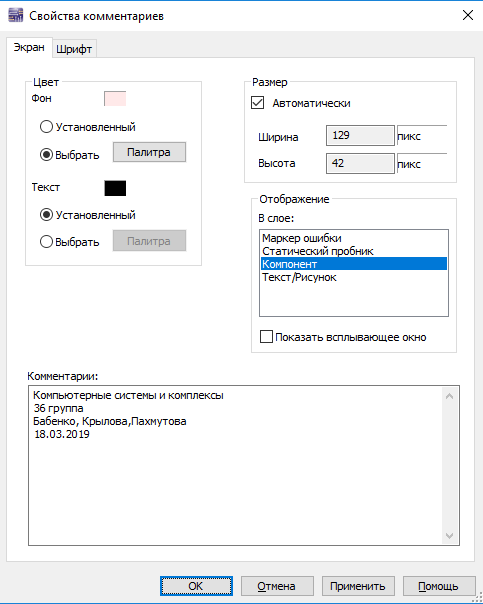 Свойства комментариев
Экран
Шрифт
Цвет
Фон
Установленный
Выбрать
Палитра
Текст
Установленный
Выбрать
Палитра
Размер
Автоматически
Ширина 129 пикс
Высота 42 пикс
Отображение
В слое:
Маркер ошибки
Статический пробник
Компонент
Текст/Рисунок
Показать всплывающее окно
Комментарии:
Компьютерные системы и комплексы
36 группа
Бабенко, Крылова,Пахмутова
18.03.2019
OK
Отмена
Применить
Помощь